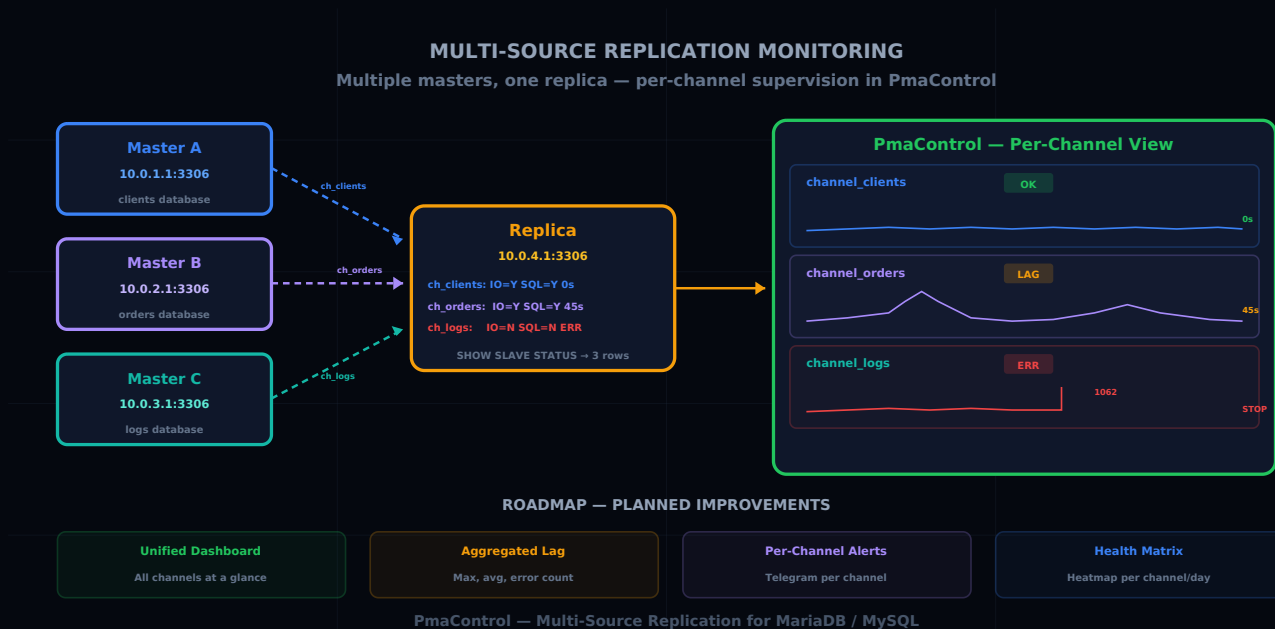 MULTI-SOURCE REPLICATION MONITORING
Multiple masters, one replica — per-channel supervision in PmaControl
Master A
10.0.1.1:3306
clients database
Master B
10.0.2.1:3306
orders database
Master C
10.0.3.1:3306
logs database
ch_clients
ch_orders
ch_logs
Replica
10.0.4.1:3306
ch_clients: IO=Y SQL=Y 0s
ch_orders: IO=Y SQL=Y 45s
ch_logs: IO=N SQL=N ERR
SHOW SLAVE STATUS → 3 rows
PmaControl — Per-Channel View
channel_clients
OK
0s
channel_orders
LAG
45s
channel_logs
ERR
1062
STOP
ROADMAP — PLANNED IMPROVEMENTS
Unified Dashboard
All channels at a glance
Aggregated Lag
Max, avg, error count
Per-Channel Alerts
Telegram per channel
Health Matrix
Heatmap per channel/day
PmaControl — Multi-Source Replication for MariaDB / MySQL